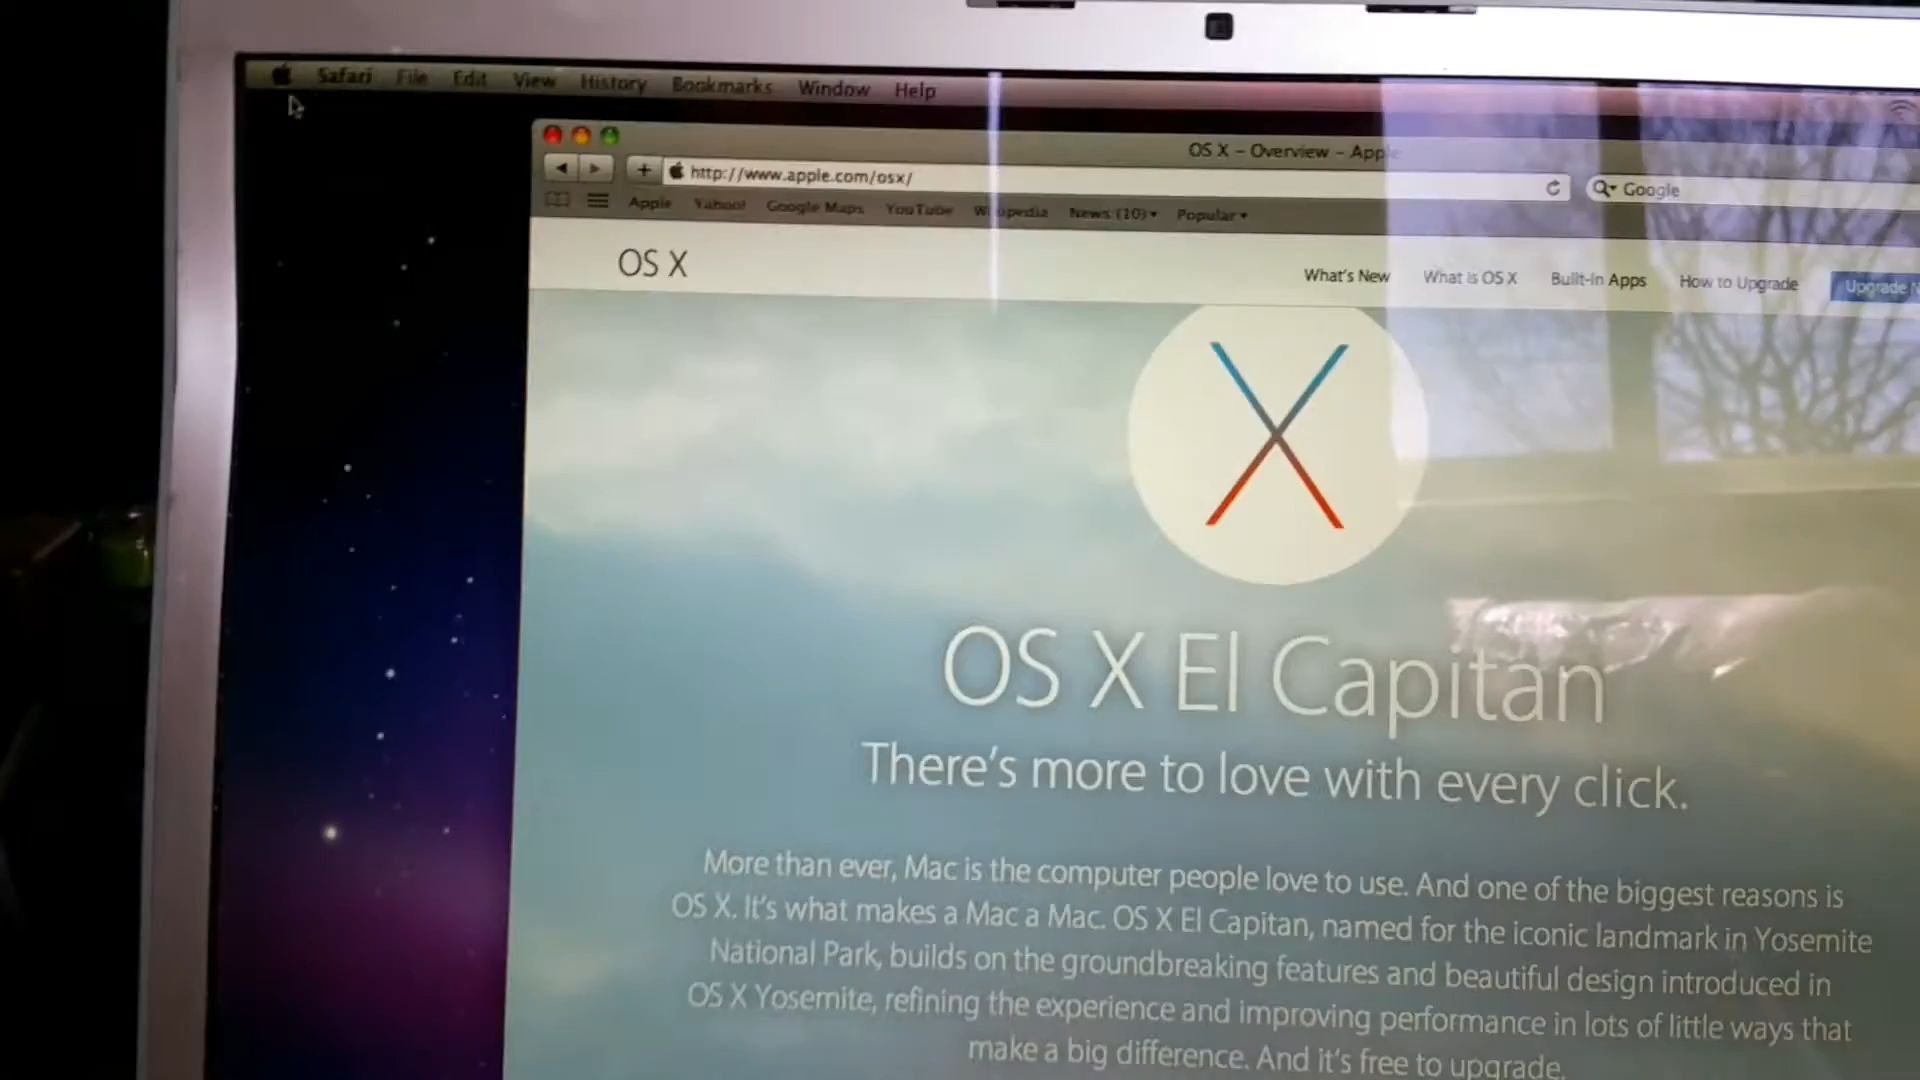 Safari File Edit View History Bookmarks Window Help
OS X – Overview – Apple
http://www.apple.com/osx/
Google
Apple Yahoo! Google Maps YouTube Wikipedia News (10) Popular
OS X
What's New What is OS X Built-in Apps How to Upgrade Upgrade N
OS X El Capitan
There's more to love with every click.
More than ever, Mac is the computer people love to use. And one of the biggest reasons is
OS X. It's what makes a Mac a Mac. OS X El Capitan, named for the iconic landmark in Yosemite
National Park, builds on the groundbreaking features and beautiful design introduced in
OS X Yosemite, refining the experience and improving performance in lots of little ways that
make a big difference. And it's free to upgrade.